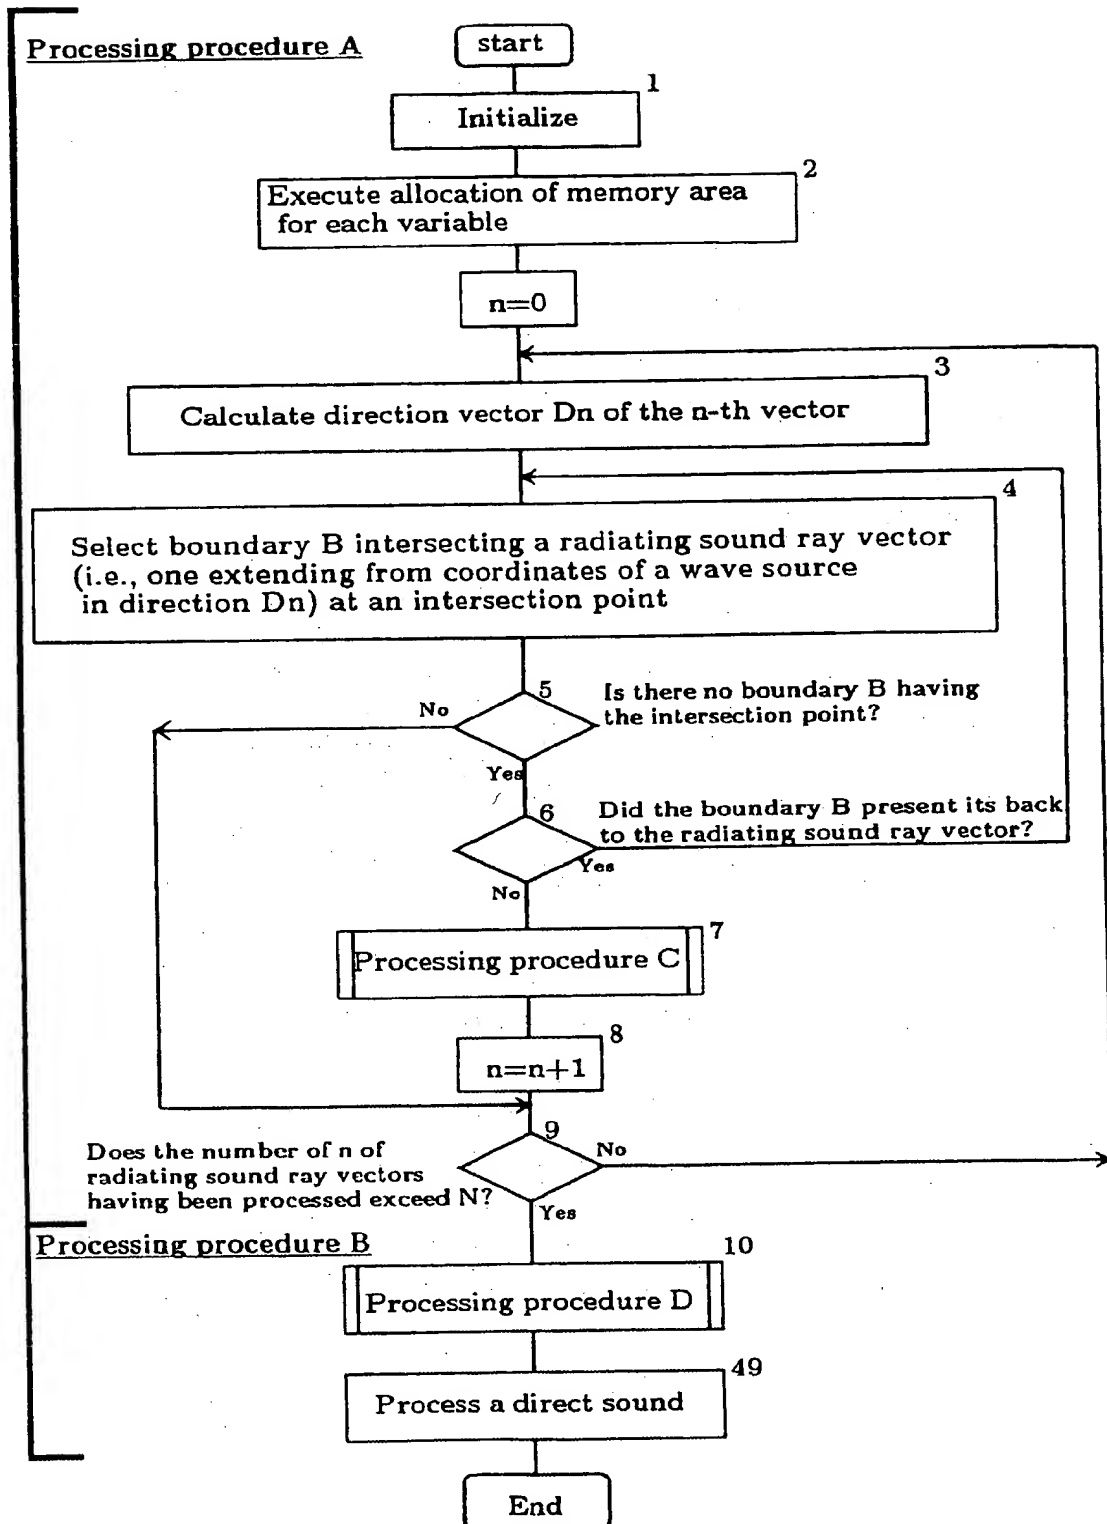 Processing procedure A
start
1
Initialize
2
Execute allocation of memory area
for each variable
n=0
3
Calculate direction vector Dn of the n-th vector
4
Select boundary B intersecting a radiating sound ray vector
(i.e., one extending from coordinates of a wave source
in direction Dn) at an intersection point
5
Is there no boundary B having
the intersection point?
No
Yes
6
Did the boundary B present its back
to the radiating sound ray vector?
Yes
No
7
Processing procedure C
8
n=n+1
9
Does the number of n of
radiating sound ray vectors
having been processed exceed N?
No
Yes
Processing procedure B
10
Processing procedure D
49
Process a direct sound
End